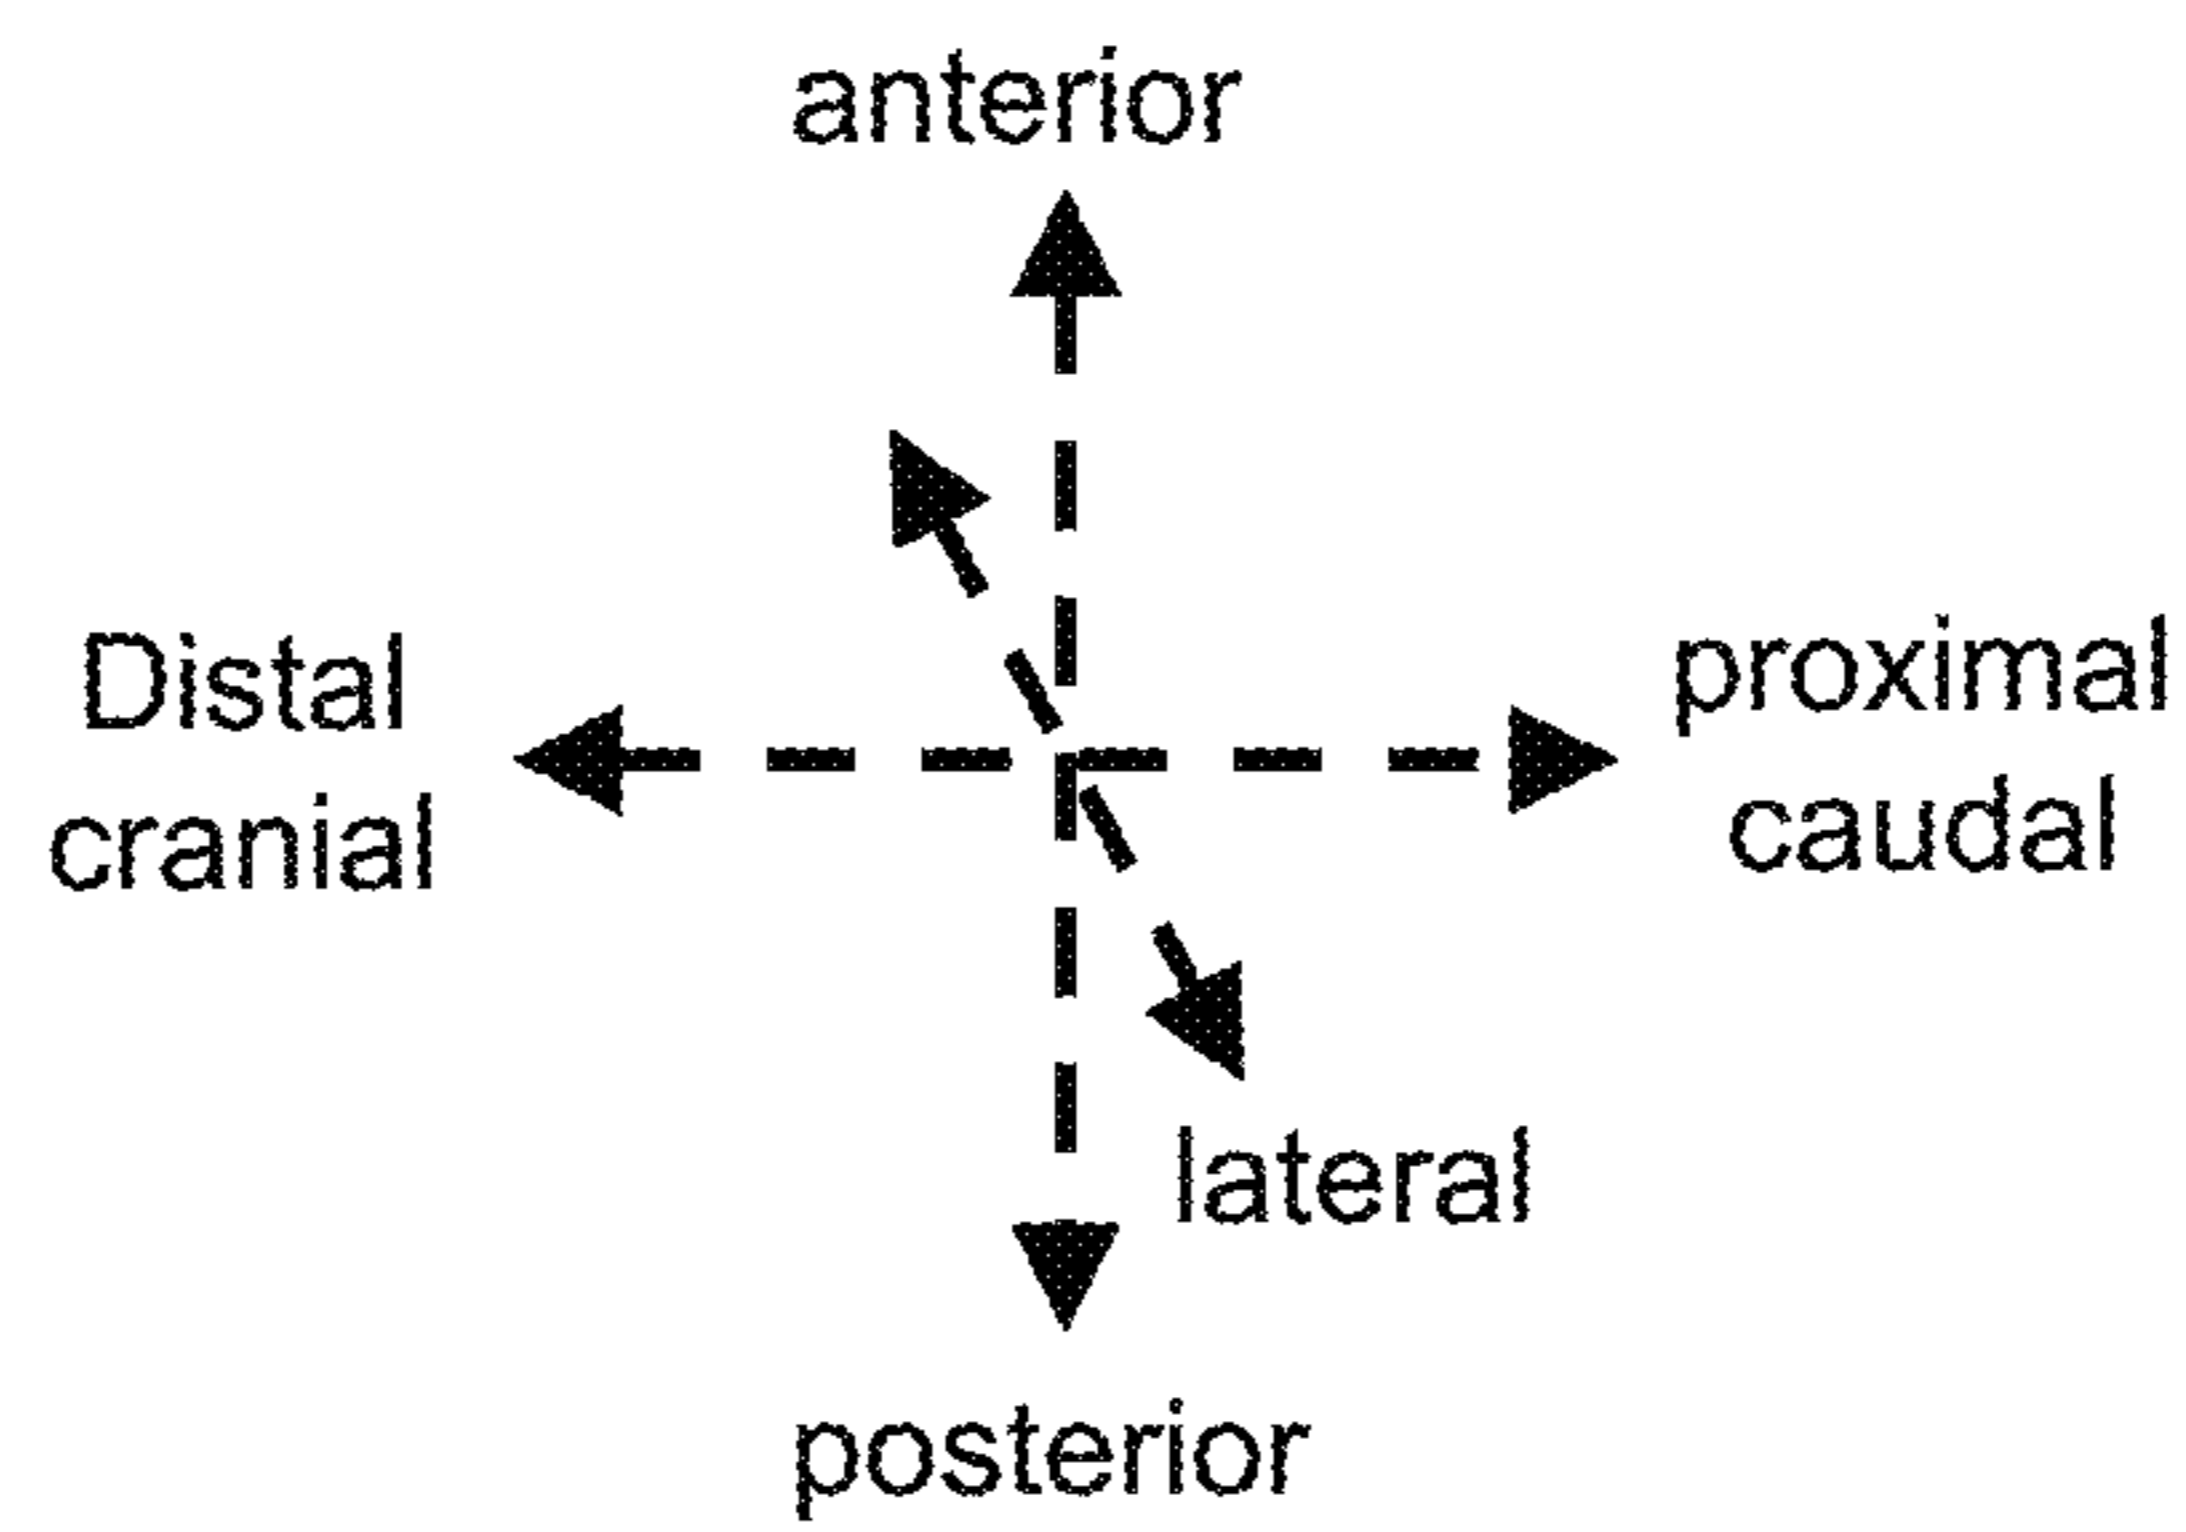 anterior
Distal
cranial
proximal
caudal
lateral
posterior